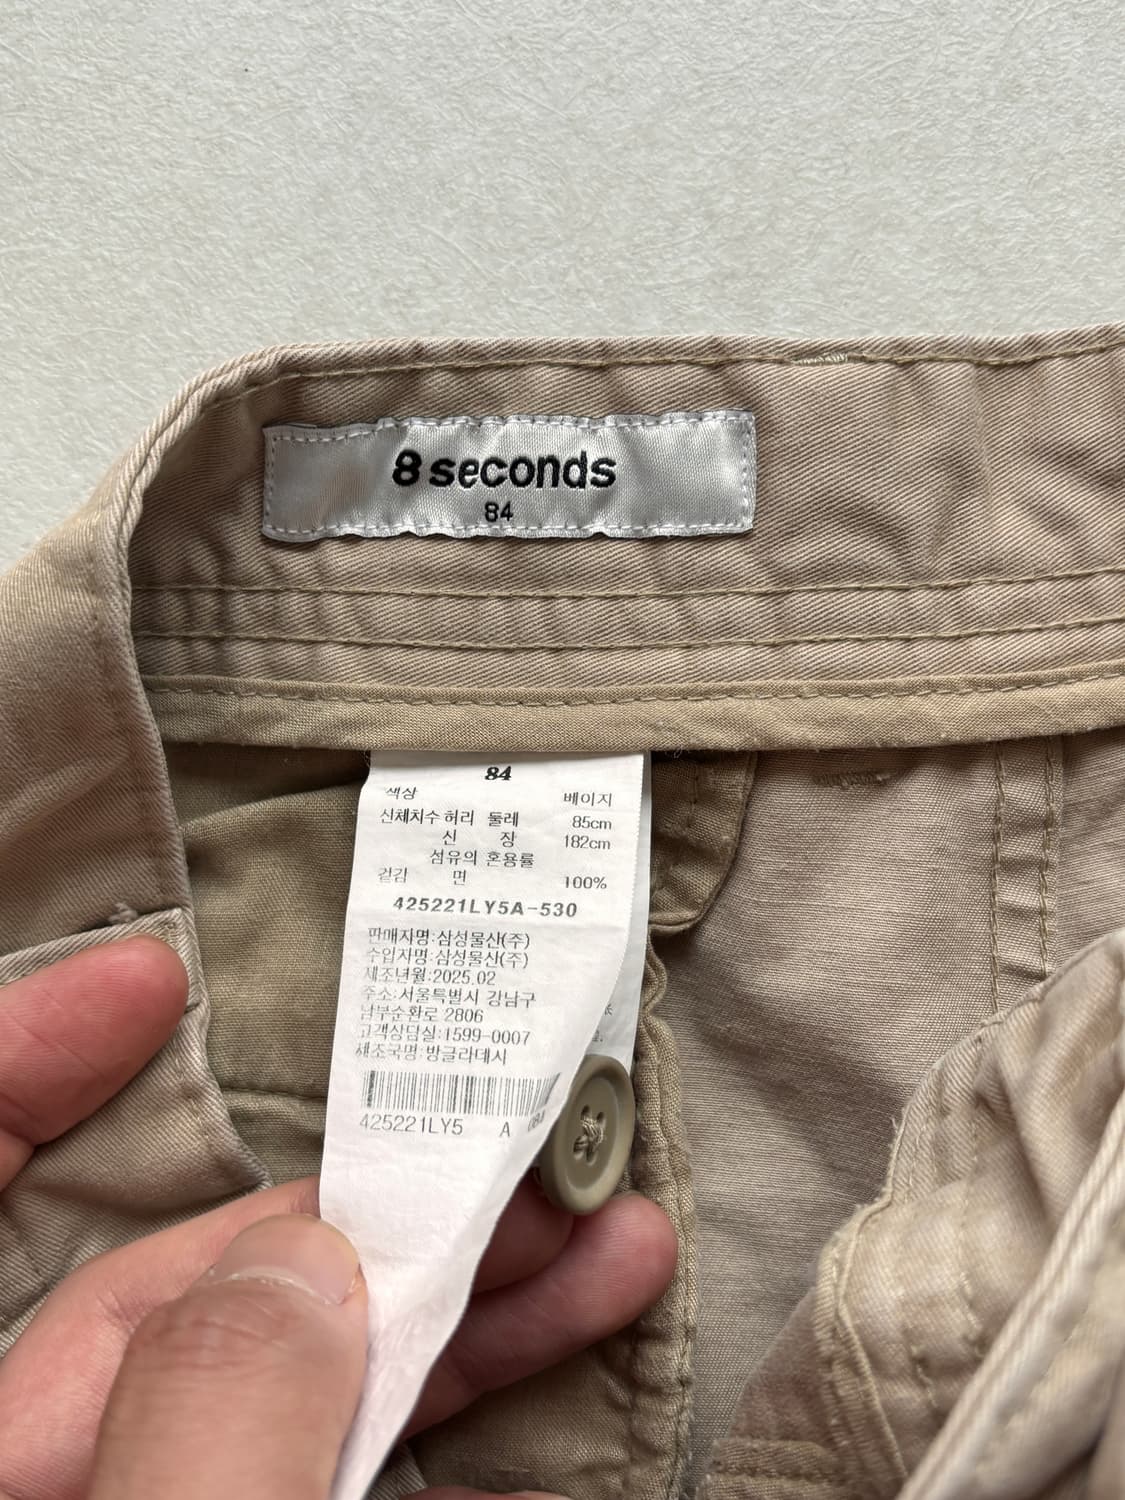 8 seconds
84
84
색상 베이지
신체치수 허리 둘레 85cm
신 장 182cm
섬유의 혼용률
겉감 면 100%
425221LY5A-530
판매자명:삼성물산(주)
수입자명:삼성물산(주)
제조년월:2025.02
주소:서울특별시 강남구
남부순환로 2806
고객상담실:1599-0007
제조국명:방글라데시
425221LY5 A